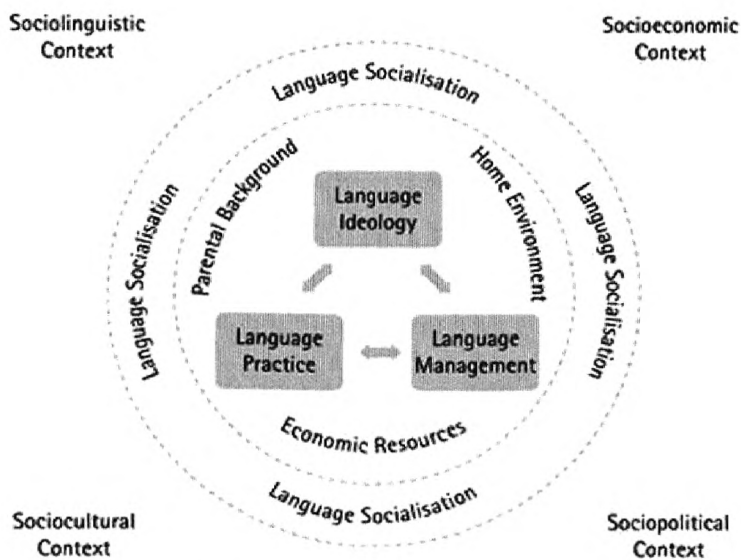 Sociolinguistic
Context
Socioeconomic
Context
Language Socialisation
Parental Background
Home Environment
Language Socialisation
Language Socialisation
Language
Ideology
Language
Practice
Language
Management
Economic Resources
Language Socialisation
Sociocultural
Context
Sociopolitical
Context